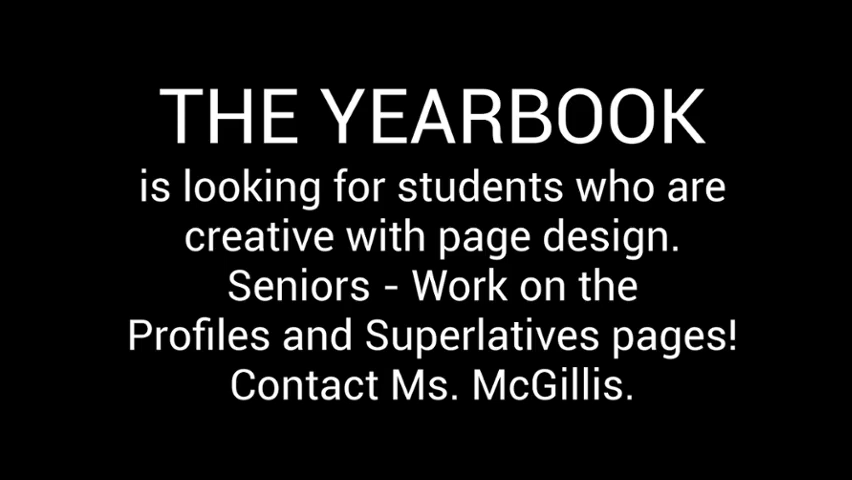 THE YEARBOOK
is looking for students who are
creative with page design.
Seniors - Work on the
Profiles and Superlatives pages!
Contact Ms. McGillis.